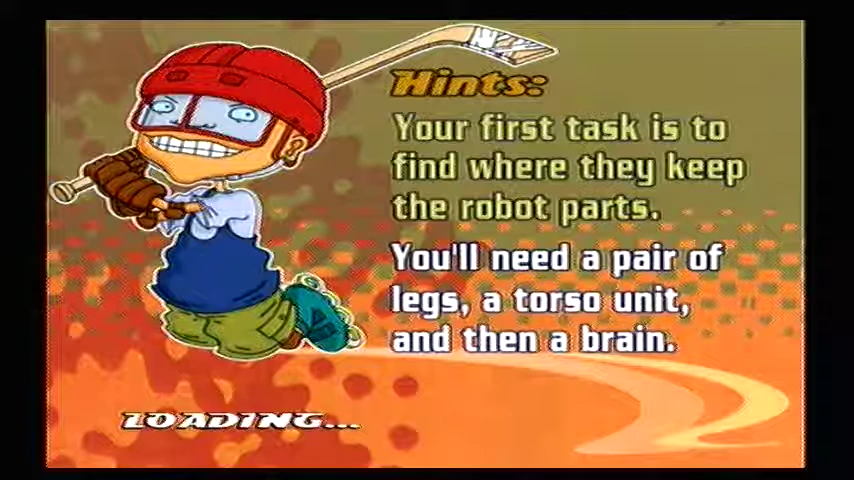 Hints:
Your first task is to
find where they keep
the robot parts.
You'll need a pair of
legs, a torso unit,
and then a brain.
LOADING...